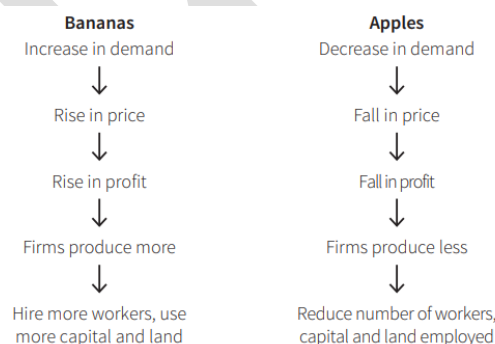 Bananas
Increase in demand
Rise in price
Rise in profit
Firms produce more
Hire more workers, use
more capital and land
Apples
Decrease in demand
Fall in price
Fall in profit
Firms produce less
Reduce number of workers,
capital and land employed